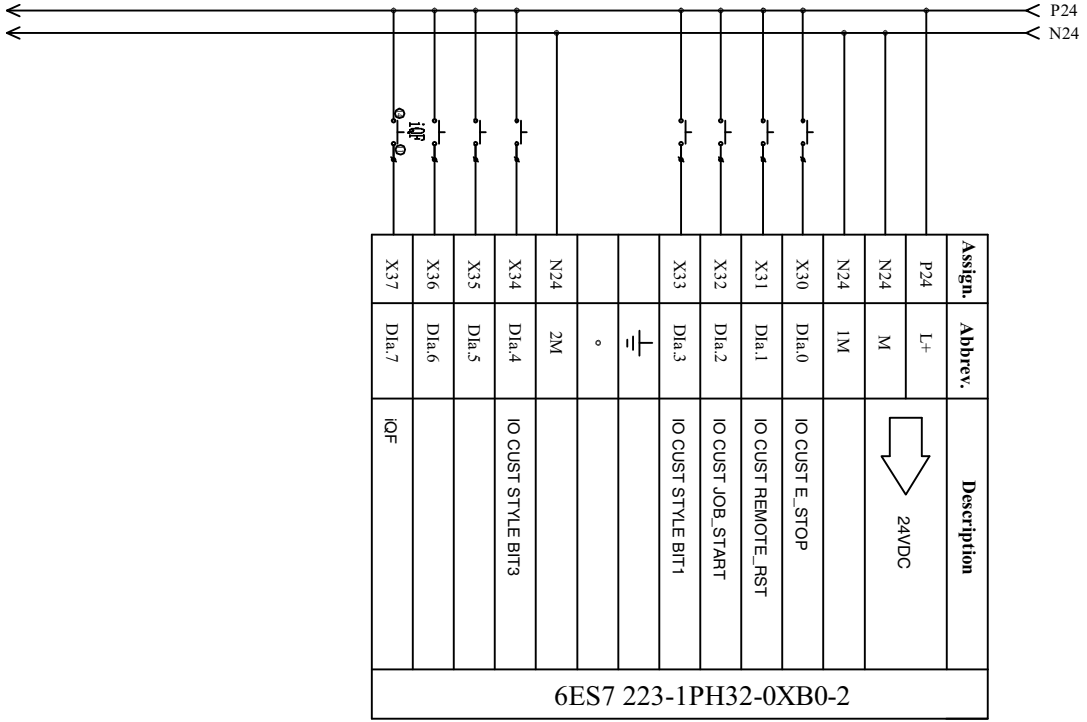 P24
N24
iQF
Assign. Abbrev. Description
P24 L+ 24VDC
N24 M
N24 1M
X30 DIa.0 IO CUST E_STOP
X31 DIa.1 IO CUST REMOTE_RST
X32 DIa.2 IO CUST JOB_START
X33 DIa.3 IO CUST STYLE BIT1
N24 2M
X34 DIa.4 IO CUST STYLE BIT3
X35 DIa.5
X36 DIa.6
X37 DIa.7 iQF
6ES7 223-1PH32-0XB0-2